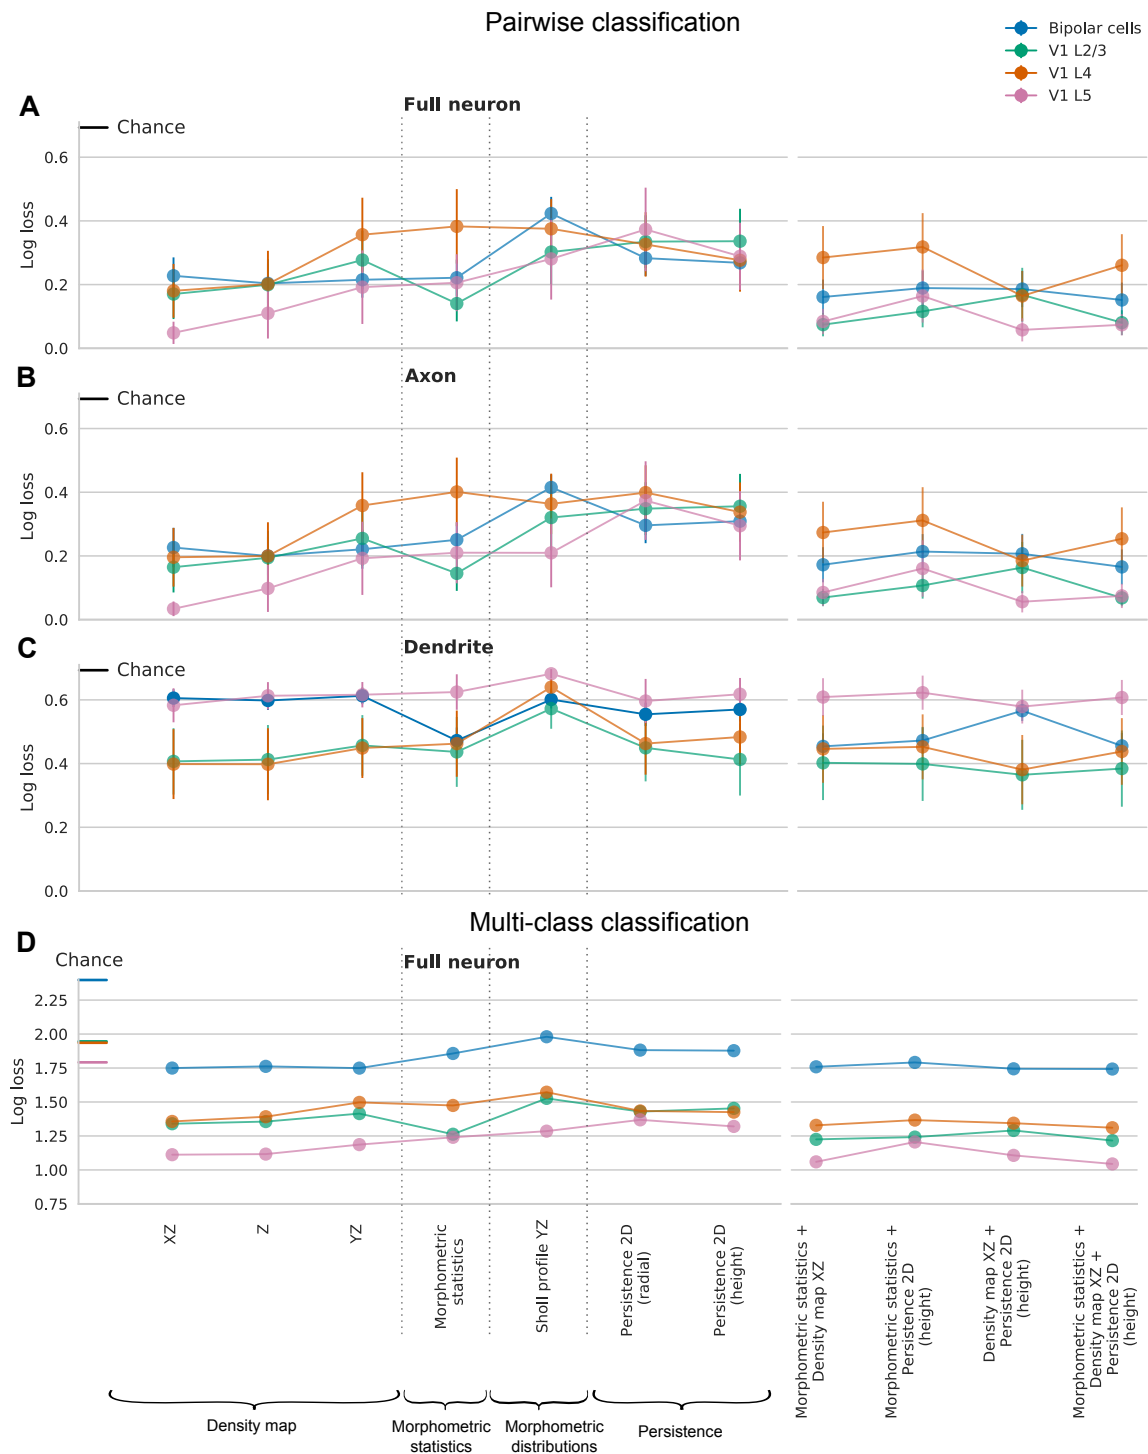 Pairwise classification
Bipolar cells
V1 L2/3
V1 L4
V1 L5
A
Full neuron
Chance
0.6
0.4
0.2
0.0
Log loss
B
Axon
Chance
0.6
0.4
0.2
0.0
Log loss
C
Dendrite
Chance
0.6
0.4
0.2
0.0
Log loss
Multi-class classification
D
Full neuron
Chance
2.25
2.00
1.75
1.50
1.25
1.00
0.75
Log loss
XZ
Z
YZ
Morphometric
statistics
Sholl profile YZ
Persistence 2D
(radial)
Persistence 2D
(height)
Morphometric statistics +
Density map XZ
Morphometric statistics +
Persistence 2D
(height)
Density map XZ +
Persistence 2D
(height)
Morphometric statistics +
Density map XZ +
Persistence 2D
(height)
Density map
Morphometric
statistics
Morphometric
distributions
Persistence